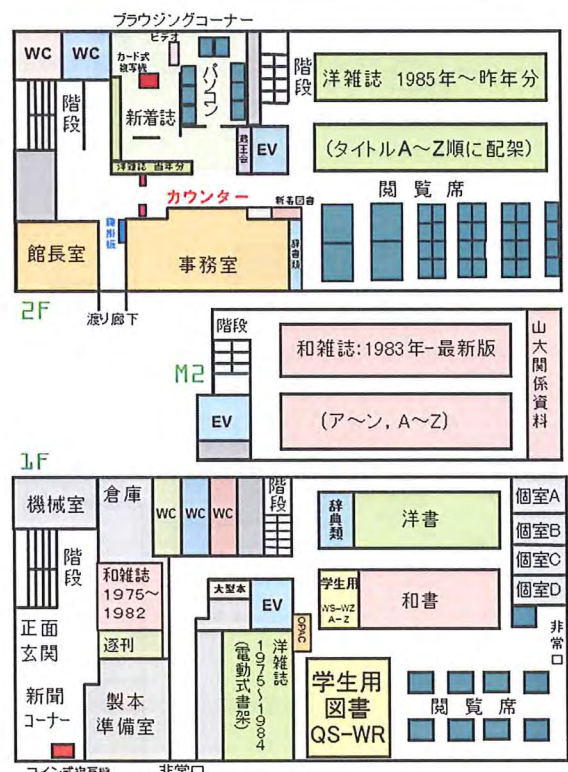 ブラウジングコーナー
WC
WC
ビデオ
カード式
複写機
新着誌
パソコン
階段
階段
洋雑誌 1985年～昨年分
(タイトルA～Z順に配架)
EV
洋雑誌 当年分
カウンター
新着図書
閲覧席
館長室
事務室
辞書類
掲示板
2F
渡り廊下
階段
M2
EV
和雑誌:1983年-最新版
(ア～ン, A～Z)
山大関係資料
1F
機械室
倉庫
WC
WC
WC
階段
階段
辞典類
洋書
個室A
個室B
個室C
個室D
和雑誌
1975～
1982
大型本
EV
学生用
WS-WZ
A-Z
和書
OPAC
非常口
正面
玄関
逐刊
洋雑誌
1975～1984
(電動式書架)
新聞
コーナー
製本
準備室
学生用
図書
QS-WR
閲覧席
コイン式複写機
非常口